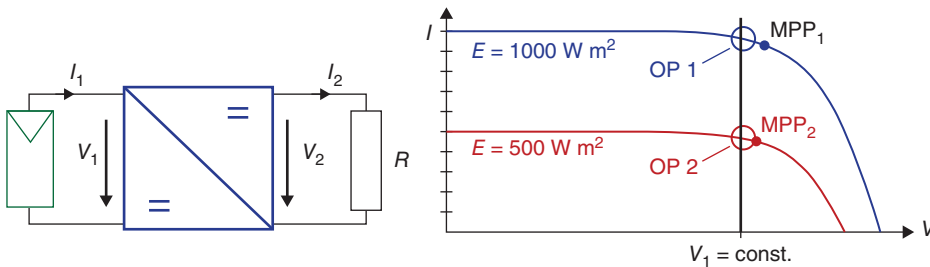 I₁
I₂
V₁
V₂
R
I
E = 1000 W m²
MPP₁
OP 1
E = 500 W m²
MPP₂
OP 2
V
V₁ = const.